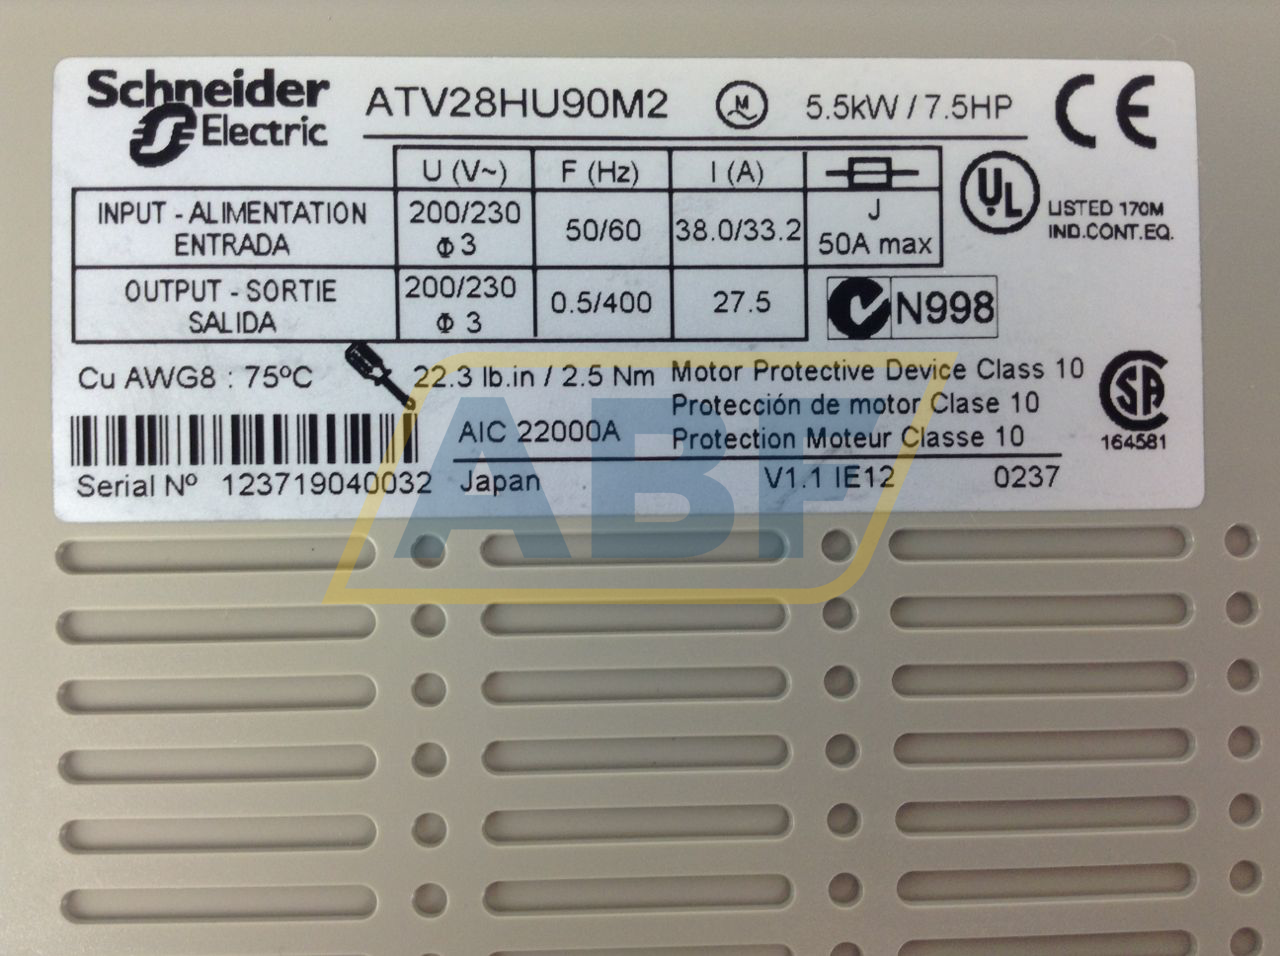 Schneider Electric
ATV28HU90M2 M 5.5kW / 7.5HP CE
U (V~) F (Hz) I (A)
INPUT - ALIMENTATION
ENTRADA
200/230
Φ 3
50/60
38.0/33.2
J
50A max
UL
LISTED 170M
IND.CONT.EQ.
OUTPUT - SORTIE
SALIDA
200/230
Φ 3
0.5/400
27.5
N998
Cu AWG8 : 75ºC
22.3 lb.in / 2.5 Nm
Motor Protective Device Class 10
Protección de motor Clase 10
AIC 22000A
Protection Moteur Classe 10
SA
164581
Serial Nº 123719040032
Japan
V1.1 IE12
0237
ABF